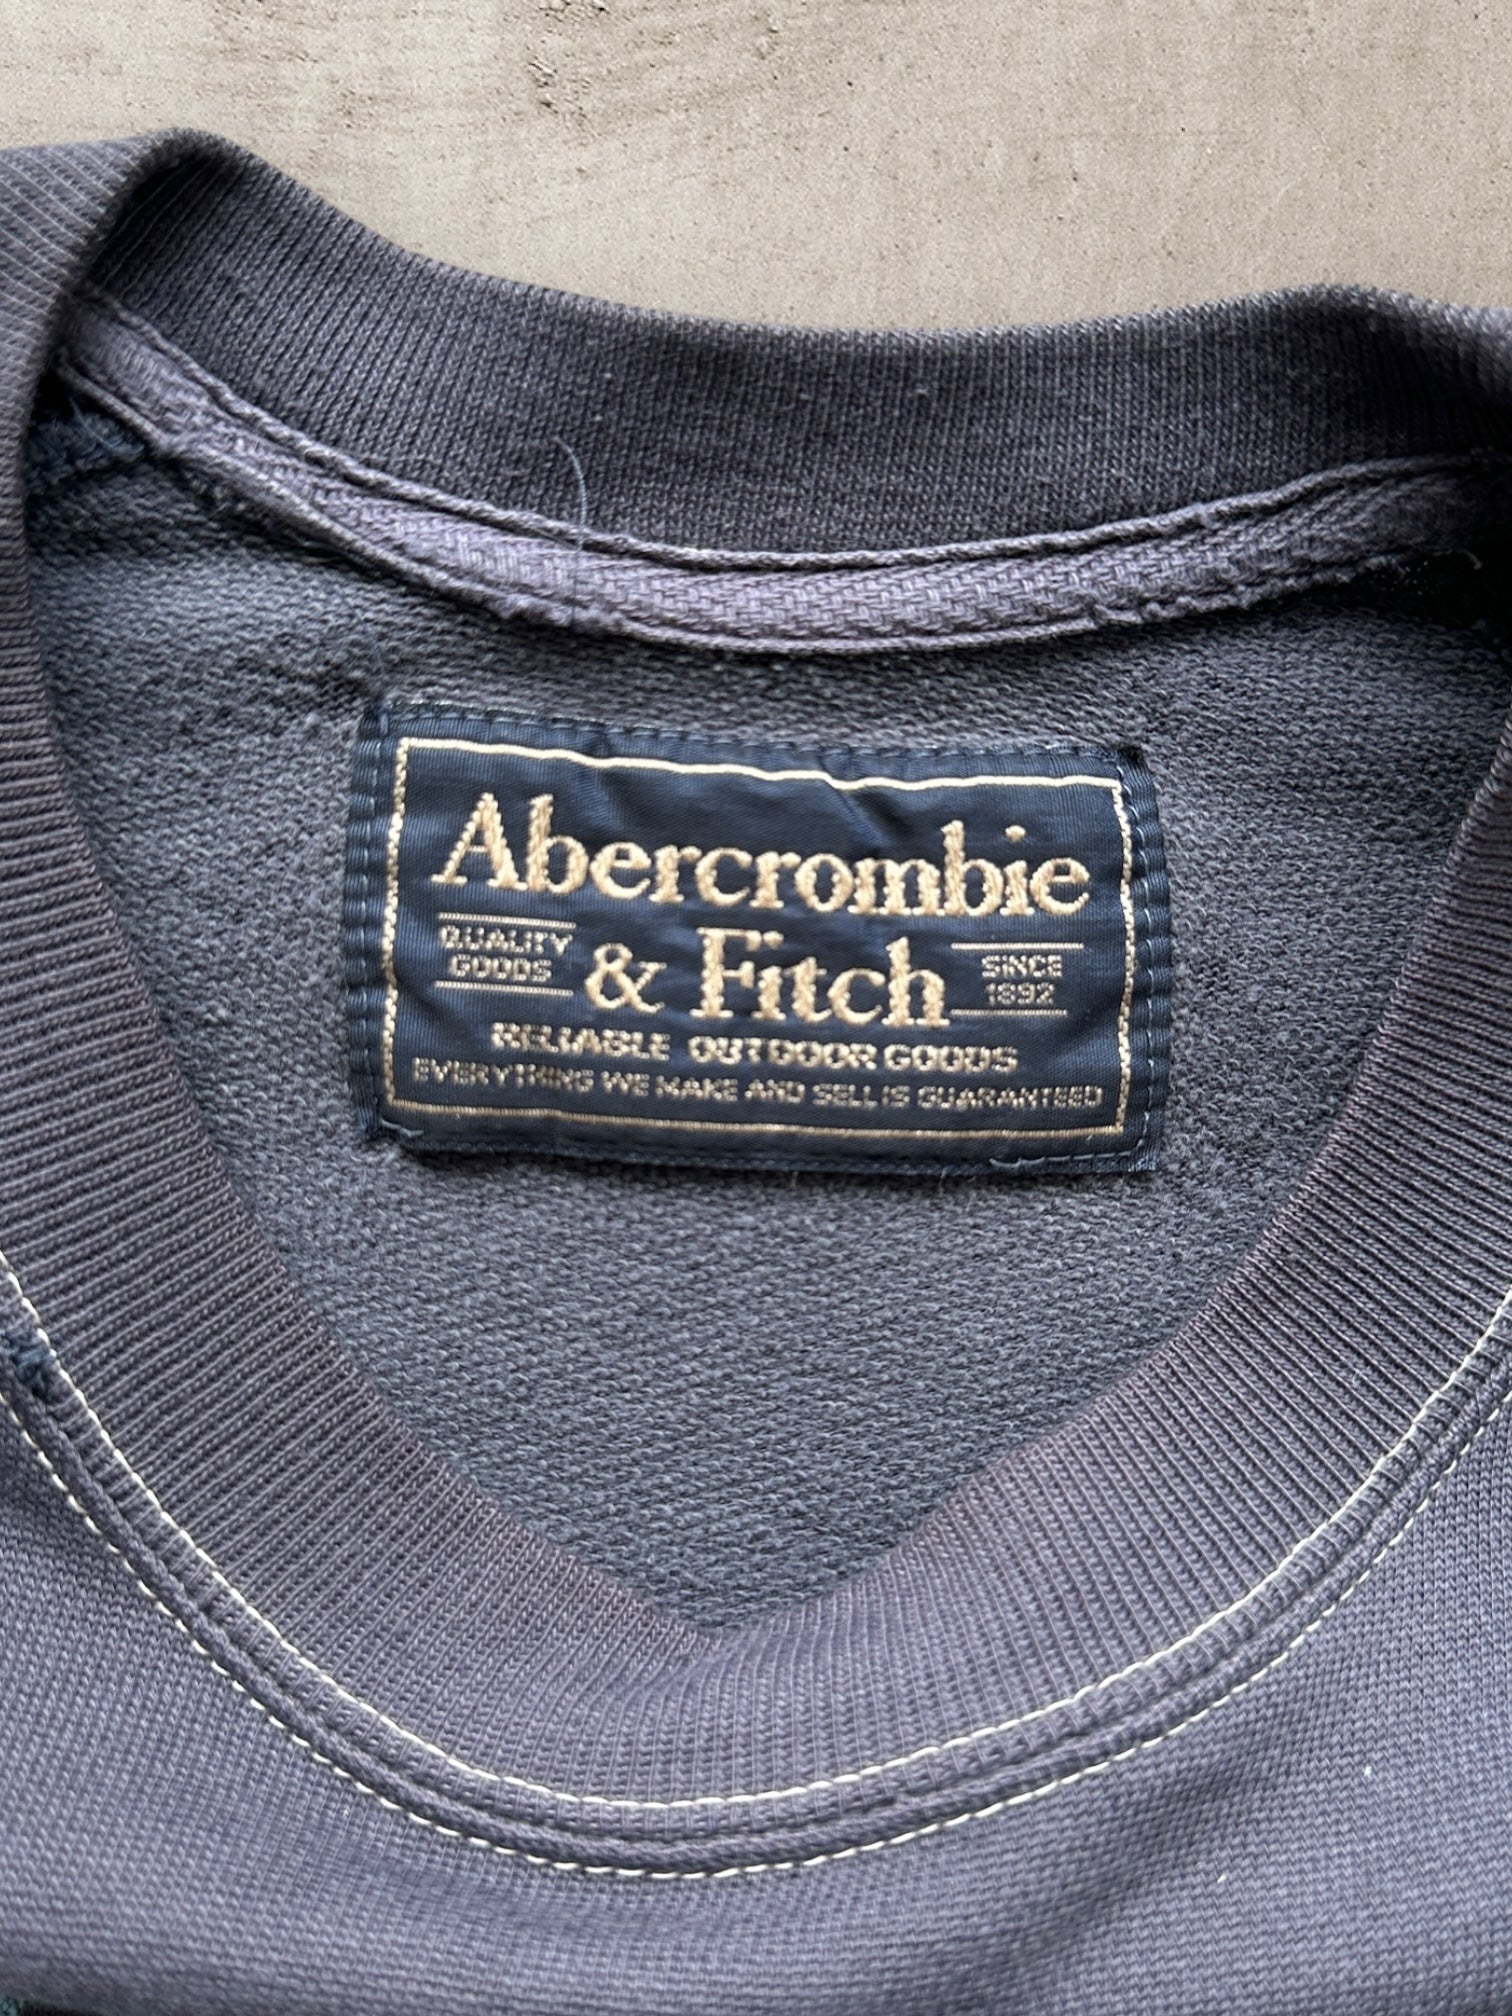 Abercrombie
& Fitch
QUALITY
GOODS
SINCE
1892
RELIABLE OUTDOOR GOODS
EVERYTHING WE MAKE AND SELL IS GUARANTEED